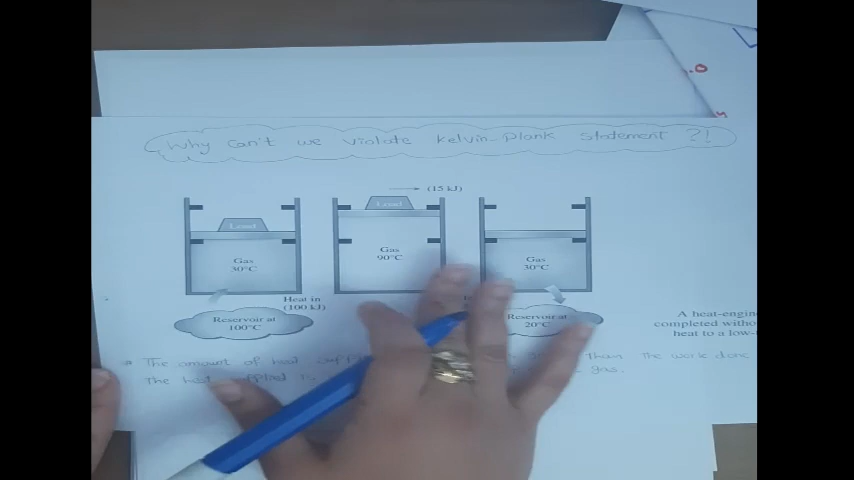 Why can't we violate kelvin-plank statement ?!
(15 kJ)
Load
Load
Gas
30°C
Gas
90°C
Gas
30°C
Heat in
(100 kJ)
Reservoir at
100°C
Reservoir at
20°C
A heat-engin
completed witho
heat to a low-
* The amount of heat than the work done
The heat gas.